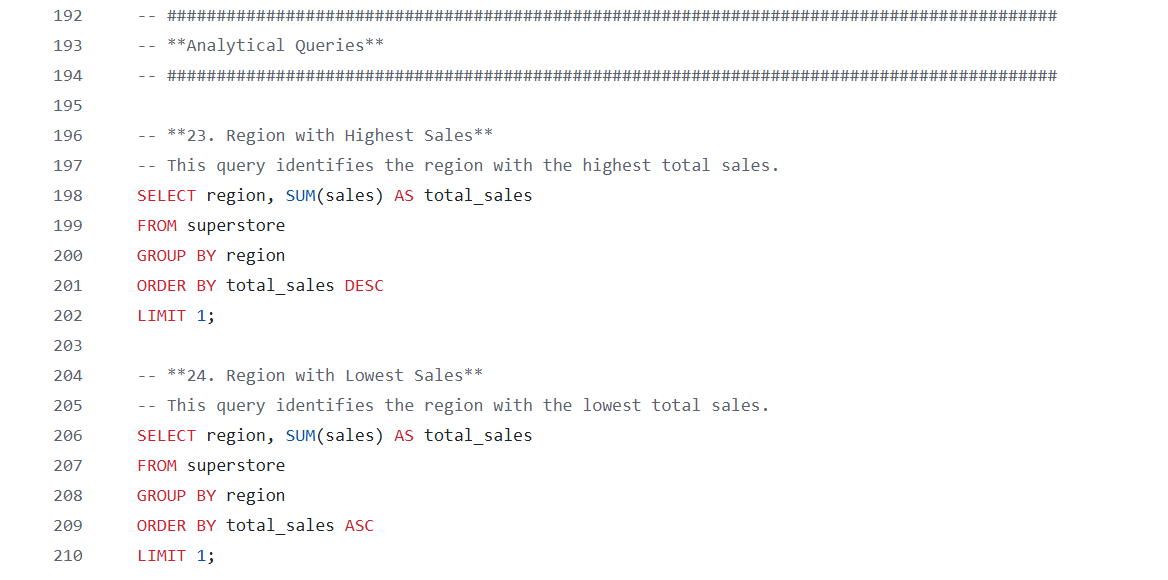 192 -- ##########################################################################################
193 -- **Analytical Queries**
194 -- ##########################################################################################
195
196 -- **23. Region with Highest Sales**
197 -- This query identifies the region with the highest total sales.
198 SELECT region, SUM(sales) AS total_sales
199 FROM superstore
200 GROUP BY region
201 ORDER BY total_sales DESC
202 LIMIT 1;
203
204 -- **24. Region with Lowest Sales**
205 -- This query identifies the region with the lowest total sales.
206 SELECT region, SUM(sales) AS total_sales
207 FROM superstore
208 GROUP BY region
209 ORDER BY total_sales ASC
210 LIMIT 1;